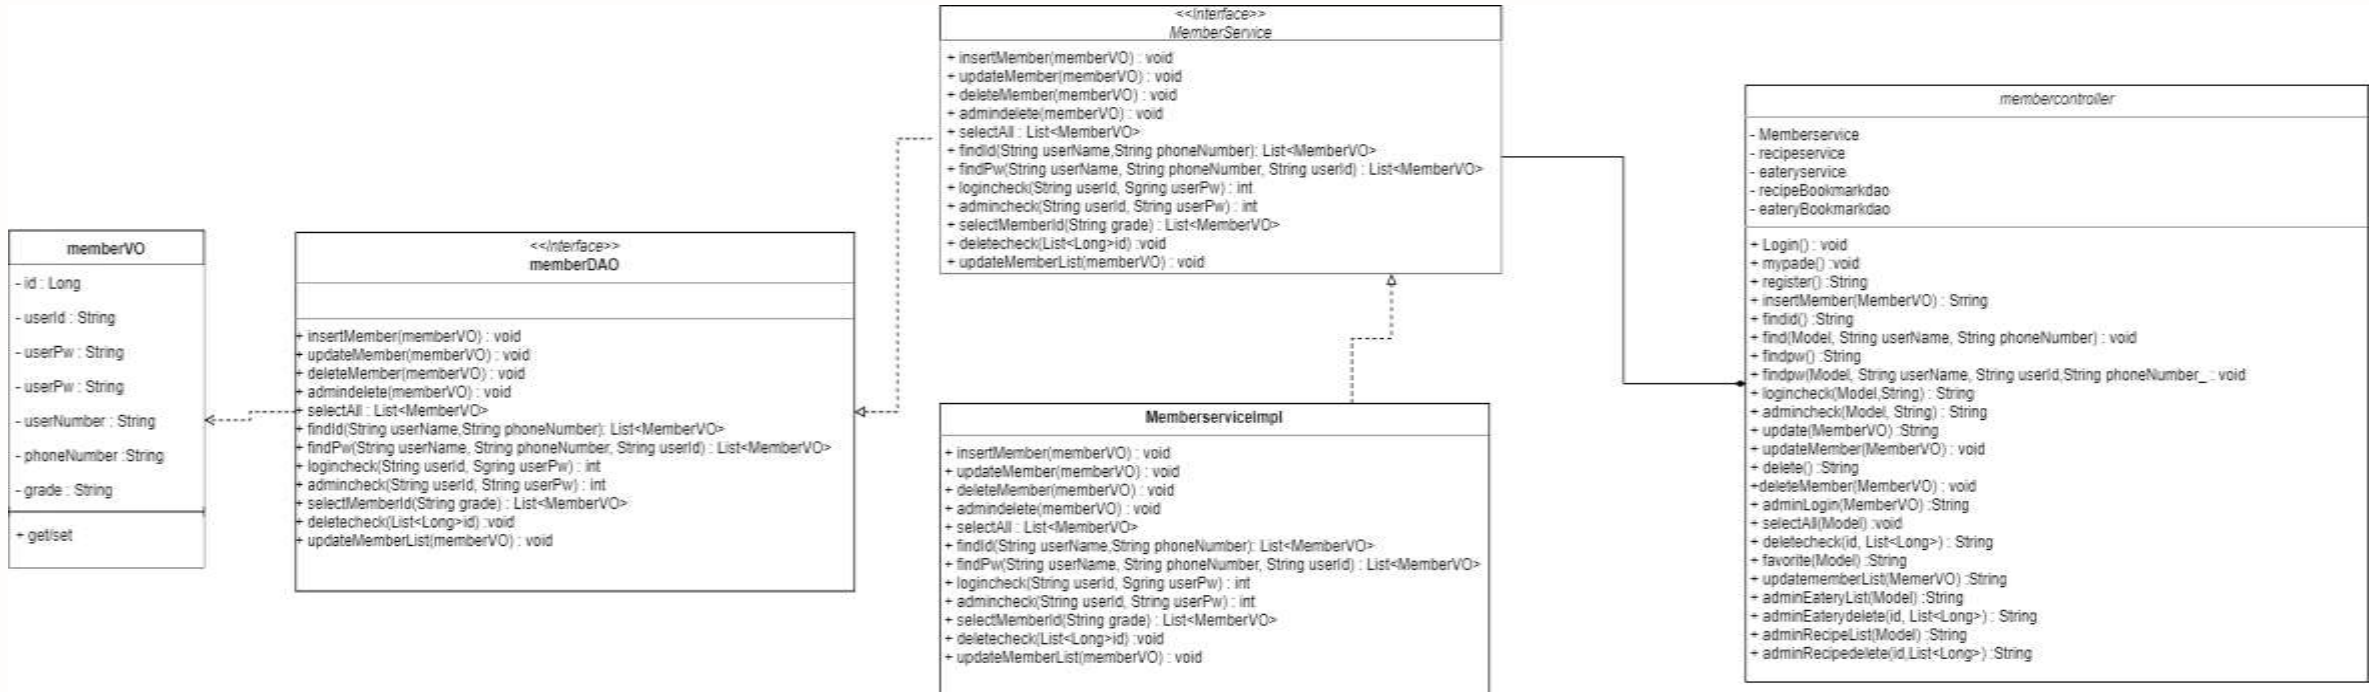 memberVO
- id : Long
- userId : String
- userPw : String
- userPw : String
- userNumber : String
- phoneNumber :String
- grade : String
+ get/set
<<Interface>>
memberDAO
+ insertMember(memberVO) : void
+ updateMember(memberVO) : void
+ deleteMember(memberVO) : void
+ admindelete(memberVO) : void
+ selectAll : List<MemberVO>
+ findId(String userName,String phoneNumber): List<MemberVO>
+ findPw(String userName, String phoneNumber, String userId) : List<MemberVO>
+ logincheck(String userId, Sgring userPw) : int
+ admincheck(String userId, String userPw) : int
+ selectMemberId(String grade) : List<MemberVO>
+ deletecheck(List<Long>id) :void
+ updateMemberList(memberVO) : void
<<Interface>>
MemberService
+ insertMember(memberVO) : void
+ updateMember(memberVO) : void
+ deleteMember(memberVO) : void
+ admindelete(memberVO) : void
+ selectAll : List<MemberVO>
+ findId(String userName,String phoneNumber): List<MemberVO>
+ findPw(String userName, String phoneNumber, String userId) : List<MemberVO>
+ logincheck(String userId, Sgring userPw) : int
+ admincheck(String userId, String userPw) : int
+ selectMemberId(String grade) : List<MemberVO>
+ deletecheck(List<Long>id) :void
+ updateMemberList(memberVO) : void
MemberserviceImpl
+ insertMember(memberVO) : void
+ updateMember(memberVO) : void
+ deleteMember(memberVO) : void
+ admindelete(memberVO) : void
+ selectAll : List<MemberVO>
+ findId(String userName,String phoneNumber): List<MemberVO>
+ findPw(String userName, String phoneNumber, String userId) : List<MemberVO>
+ logincheck(String userId, Sgring userPw) : int
+ admincheck(String userId, String userPw) : int
+ selectMemberId(String grade) : List<MemberVO>
+ deletecheck(List<Long>id) :void
+ updateMemberList(memberVO) : void
membercontroller
- Memberservice
- recipeservice
- eateryservice
- recipeBookmarkdao
- eateryBookmarkdao
+ Login() : void
+ mypade() :void
+ register() :String
+ insertMember(MemberVO) : Srring
+ findid() :String
+ find(Model, String userName, String phoneNumber) : void
+ findpw() :String
+ findpw(Model, String userName, String userId,String phoneNumber_ : void
+ logincheck(Model,String) : String
+ admincheck(Model, String) : String
+ update(MemberVO) :String
+ updateMember(MemberVO) : void
+ delete() :String
+deleteMember(MemberVO) : void
+ adminLogin(MemberVO) :String
+ selectAll(Model) :void
+ deletecheck(id, List<Long>) : String
+ favorite(Model) :String
+ updatememberList(MemerVO) :String
+ adminEateryList(Model) :String
+ adminEaterydelete(id, List<Long>) : String
+ adminRecipeList(Model) :String
+ adminRecipedelete(id,List<Long>) :String